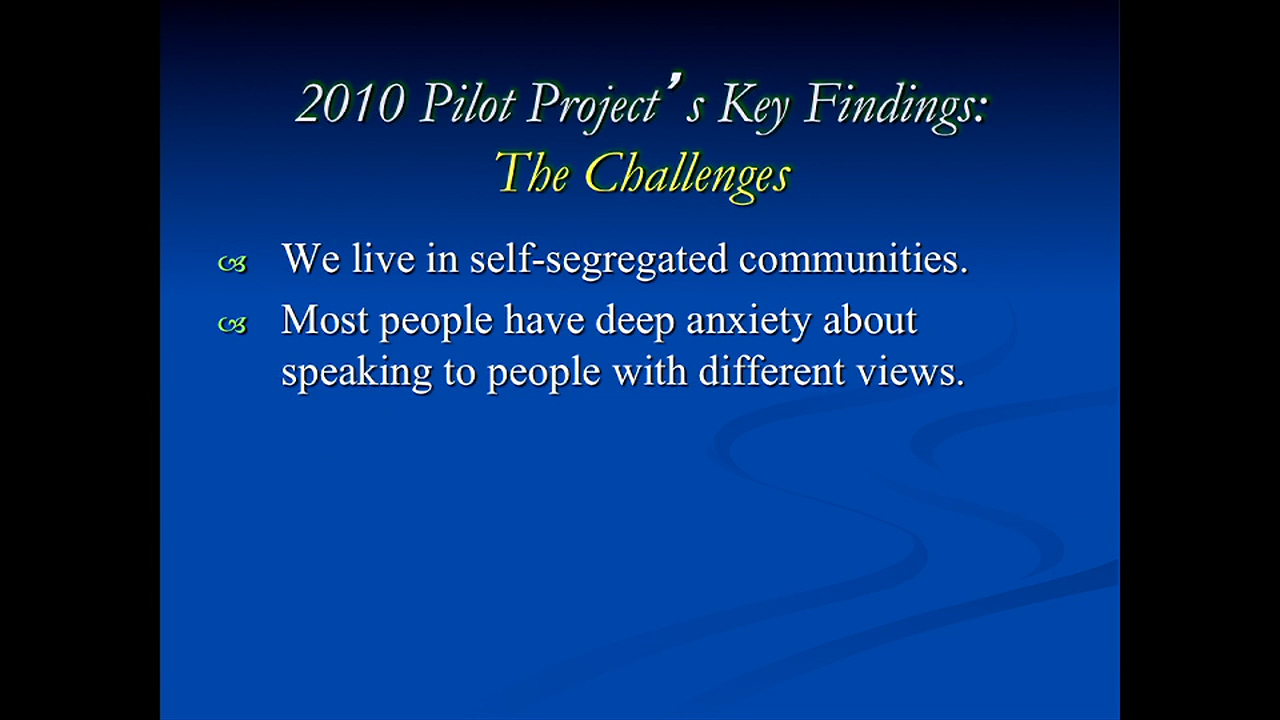 2010 Pilot Project’s Key Findings:
The Challenges
We live in self-segregated communities.
Most people have deep anxiety about
speaking to people with different views.